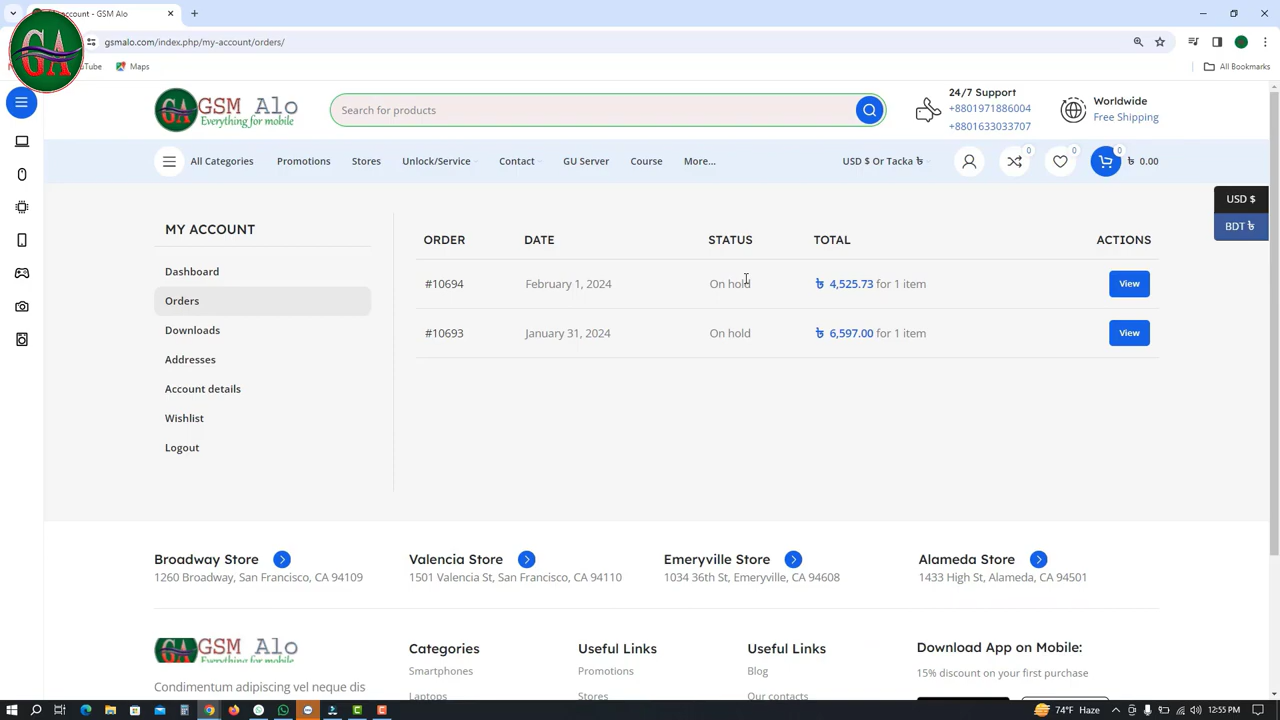 account - GSM Alo
GA
gsmalo.com/index.php/my-account/orders/
uTube
Maps
All Bookmarks
GA GSM Alo
Everything for mobile
Search for products
24/7 Support
+8801971886004
+8801633033707
Worldwide
Free Shipping
All Categories
Promotions
Stores
Unlock/Service
Contact
GU Server
Course
More...
USD $ Or Tacka ৳
0
0
0
৳ 0.00
USD $
BDT ৳
MY ACCOUNT
Dashboard
Orders
Downloads
Addresses
Account details
Wishlist
Logout
ORDER DATE STATUS TOTAL ACTIONS
#10694 February 1, 2024 On hold ৳ 4,525.73 for 1 item View
#10693 January 31, 2024 On hold ৳ 6,597.00 for 1 item View
Broadway Store
1260 Broadway, San Francisco, CA 94109
Valencia Store
1501 Valencia St, San Francisco, CA 94110
Emeryville Store
1034 36th St, Emeryville, CA 94608
Alameda Store
1433 High St, Alameda, CA 94501
GSM Alo
Everything for mobile
Condimentum adipiscing vel neque dis
Categories
Smartphones
Laptops
Useful Links
Promotions
Stores
Useful Links
Blog
Our contacts
Download App on Mobile:
15% discount on your first purchase
74°F Haze
12:55 PM